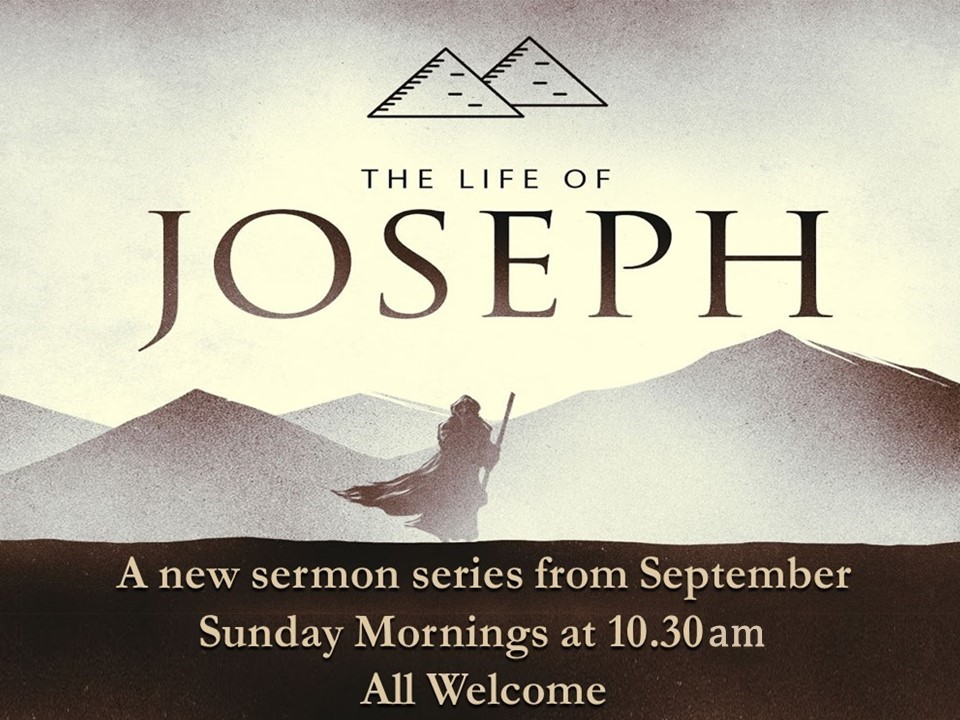 THE LIFE OF
JOSEPH
A new sermon series from September
Sunday Mornings at 10.30am
All Welcome